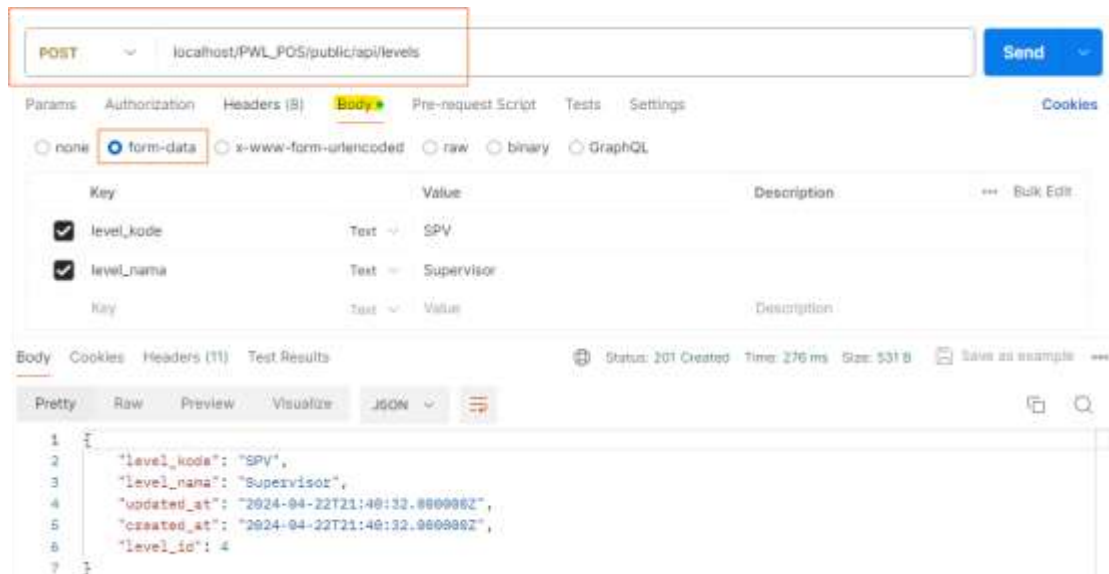 POST localhost/PWL_POS/public/api/levels Send
Params Authorization Headers (8) Body Pre-request Script Tests Settings Cookies
none form-data x-www-form-urlencoded raw binary GraphQL
Key Value Description ••• Bulk Edit
level_kode Text SPV
level_nama Text Supervisor
Key Text Value Description
Body Cookies Headers (11) Test Results Status: 201 Created Time: 276 ms Size: 531 B Save as example •••
Pretty Raw Preview Visualize JSON
1 {
2 "level_kode": "SPV",
3 "level_nama": "Supervisor",
4 "updated_at": "2024-04-22T21:40:32.000000Z",
5 "created_at": "2024-04-22T21:40:32.000000Z",
6 "level_id": 4
7 }